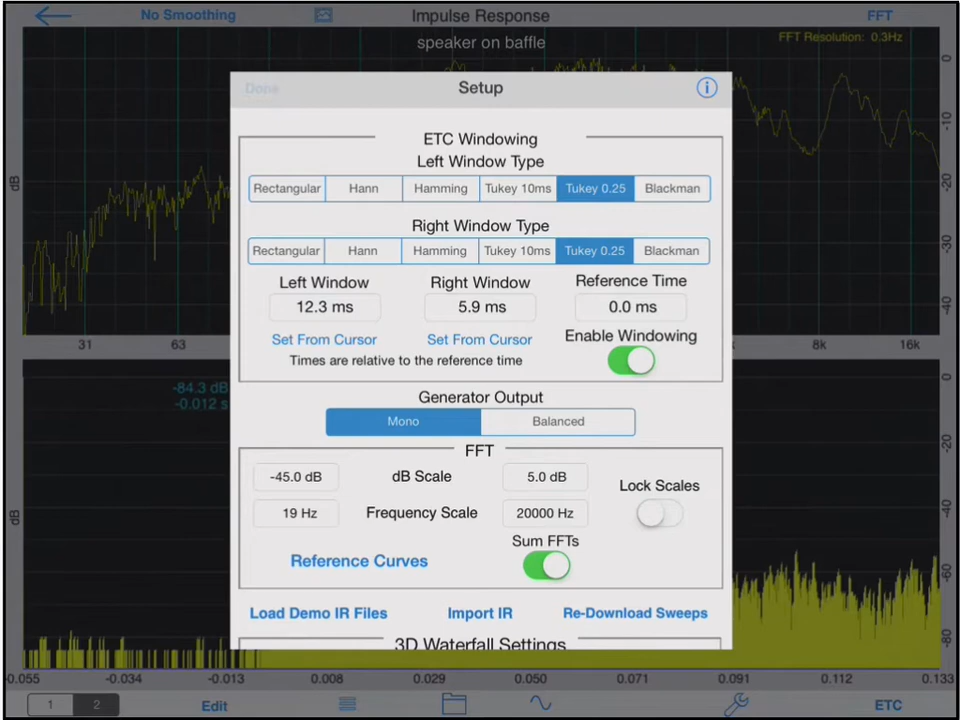 No Smoothing
Impulse Response
FFT
speaker on baffle
FFT Resolution: 0.3Hz
Done
Setup
ETC Windowing
Left Window Type
Rectangular Hann Hamming Tukey 10ms Tukey 0.25 Blackman
Right Window Type
Rectangular Hann Hamming Tukey 10ms Tukey 0.25 Blackman
Left Window Right Window Reference Time
12.3 ms 5.9 ms 0.0 ms
Set From Cursor Set From Cursor Enable Windowing
Times are relative to the reference time
0
-10
-20
-30
-40
dB
31 63 k 8k 16k
-84.3 dB
-0.012 s
Generator Output
Mono Balanced
FFT
-45.0 dB dB Scale 5.0 dB Lock Scales
19 Hz Frequency Scale 20000 Hz
Sum FFTs
Reference Curves
Load Demo IR Files Import IR Re-Download Sweeps
3D Waterfall Settings
0
-20
-40
-60
-80
dB
-0.055 -0.034 -0.013 0.008 0.029 0.050 0.071 0.091 0.112 0.133
1 2 Edit ETC